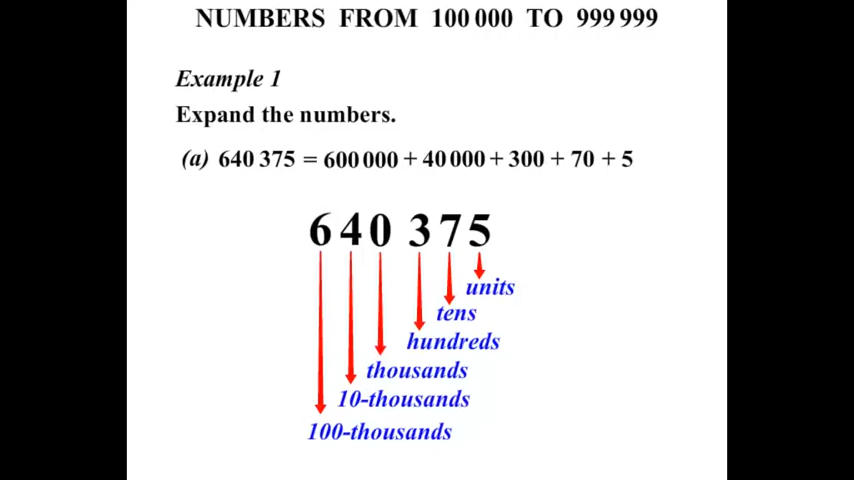 NUMBERS FROM 100 000 TO 999 999
Example 1
Expand the numbers.
(a) 640 375 = 600 000 + 40 000 + 300 + 70 + 5
640 375
units
tens
hundreds
thousands
10-thousands
100-thousands